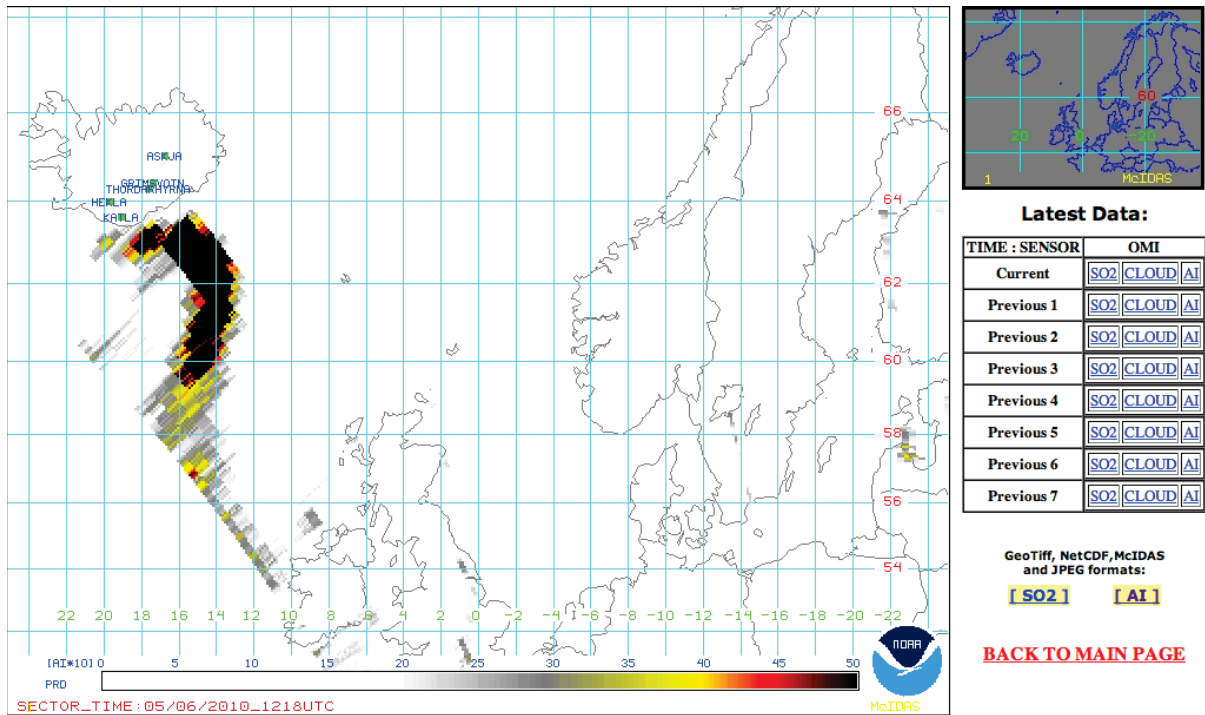 66
ASKJA
GRIMSVOTN
THORDARHYRNA
HEKLA
64
KATLA
62
60
58
56
54
22 20 18 16 14 12 10 8 6 4 2 0 -2 -4 -6 -8 -10 -12 -14 -16 -18 -20 -22
[AI*10] 0 5 10 15 20 25 30 35 40 45 50
PRD
SECTOR_TIME:05/06/2010_1218UTC
NOAA
McIDAS
60
20 0 -20
1 McIDAS
Latest Data:
TIME : SENSOR OMI
Current SO2 CLOUD AI
Previous 1 SO2 CLOUD AI
Previous 2 SO2 CLOUD AI
Previous 3 SO2 CLOUD AI
Previous 4 SO2 CLOUD AI
Previous 5 SO2 CLOUD AI
Previous 6 SO2 CLOUD AI
Previous 7 SO2 CLOUD AI
GeoTiff, NetCDF,McIDAS
and JPEG formats:
[ SO2 ] [ AI ]
BACK TO MAIN PAGE